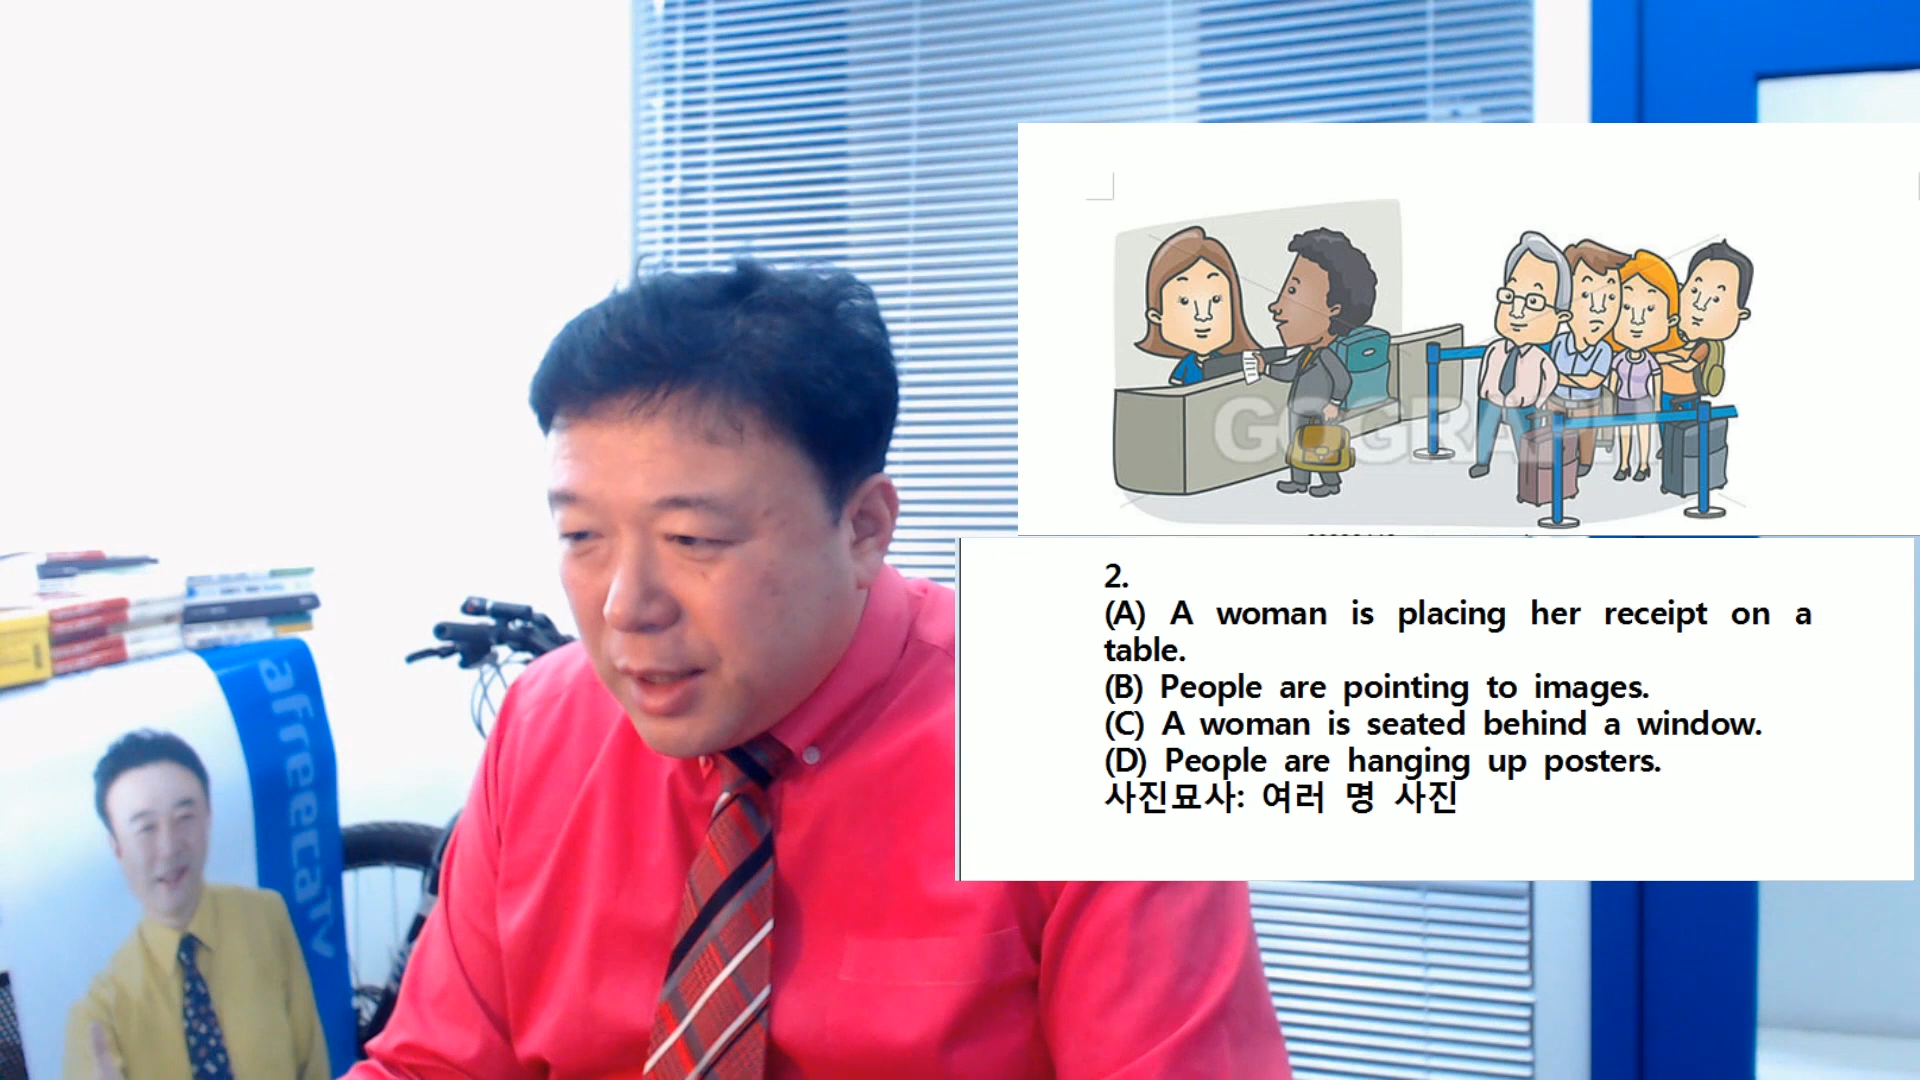 GOGRAPH
2.
(A) A woman is placing her receipt on a
table.
(B) People are pointing to images.
(C) A woman is seated behind a window.
(D) People are hanging up posters.
사진묘사: 여러 명 사진
afreecaTV